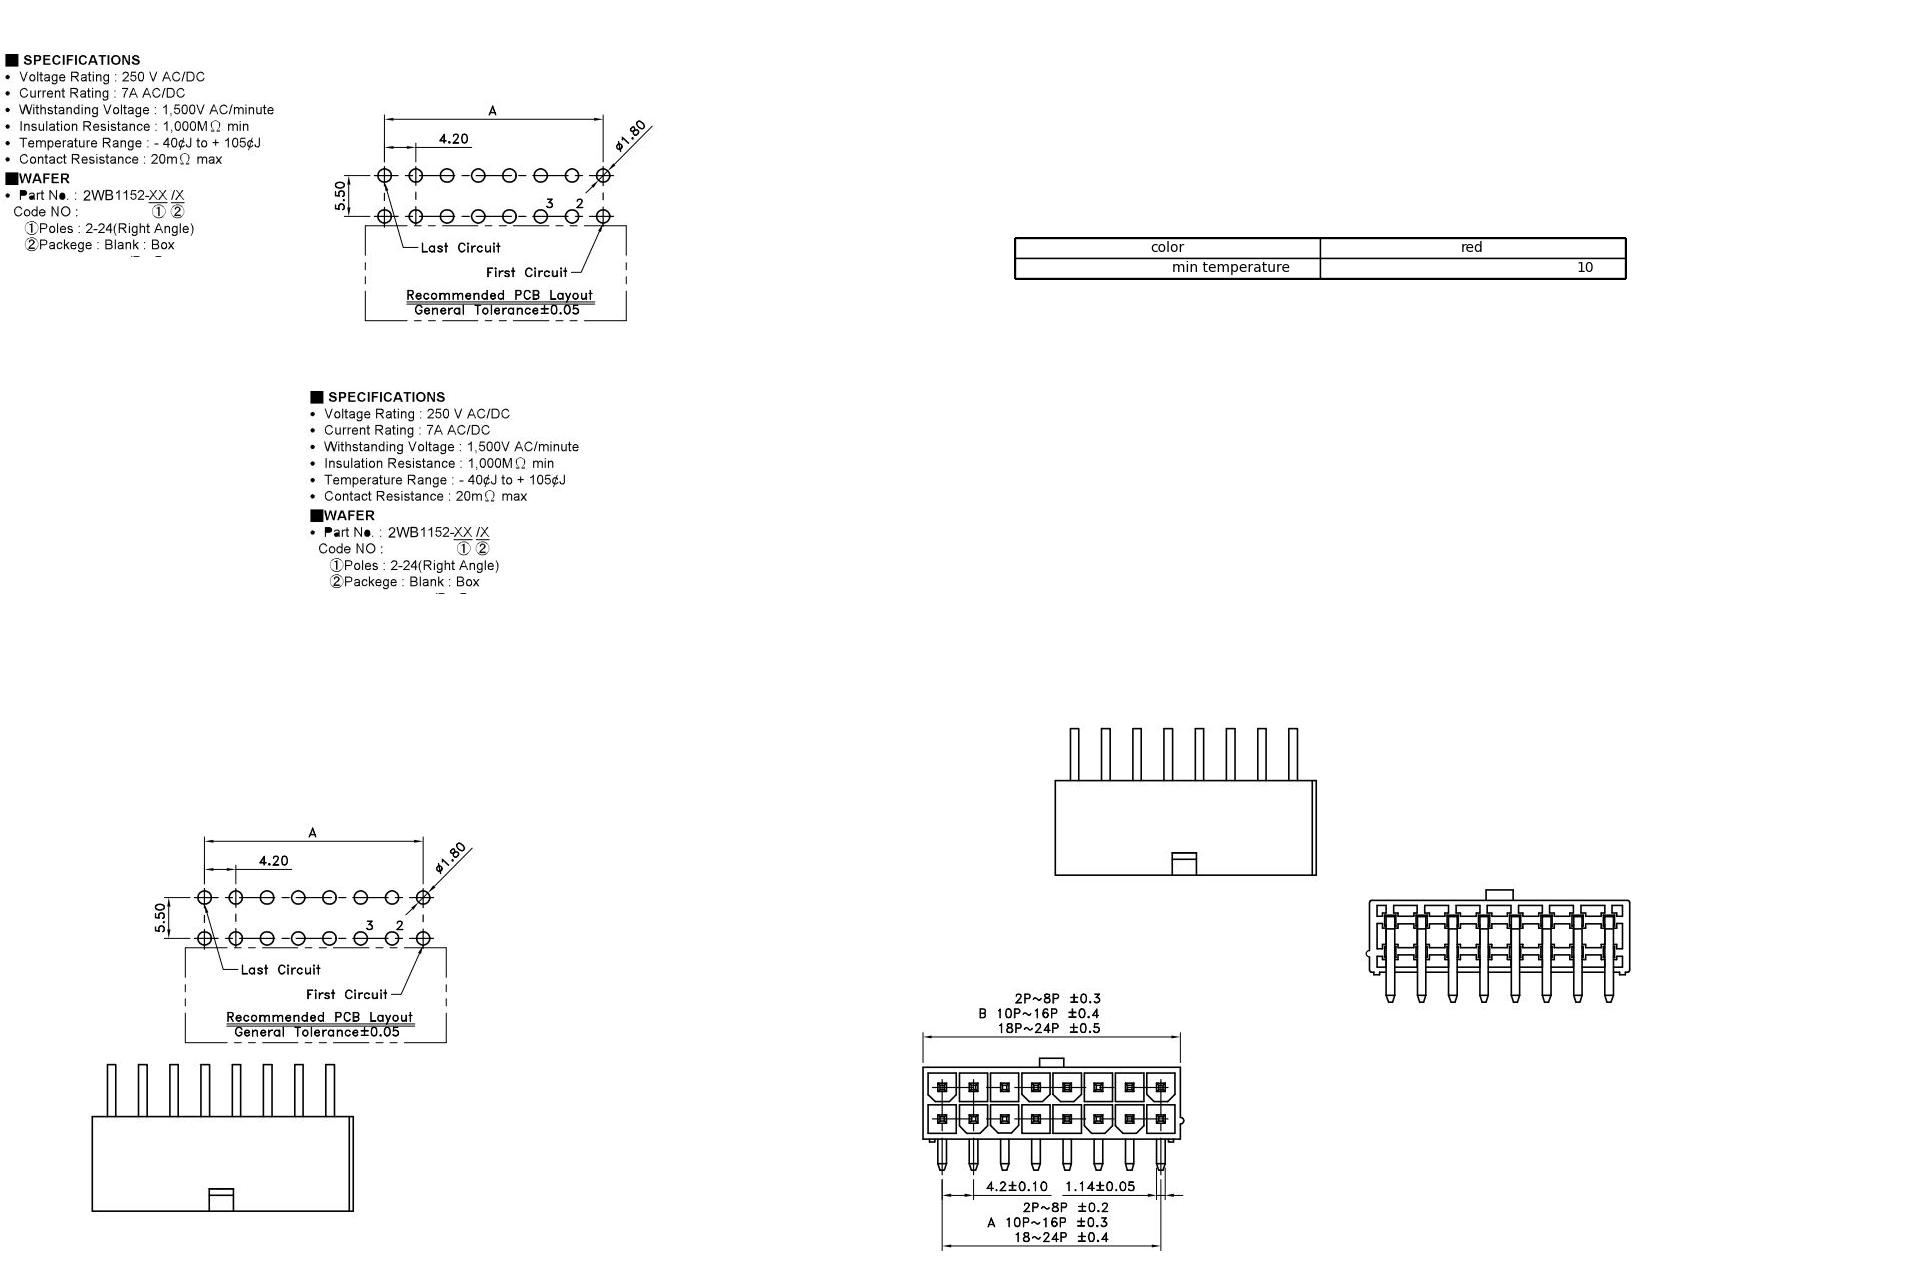 ■ SPECIFICATIONS
• Voltage Rating : 250 V AC/DC
• Current Rating : 7A AC/DC
• Withstanding Voltage : 1,500V AC/minute
• Insulation Resistance : 1,000MΩ min
• Temperature Range : - 40¢J to + 105¢J
• Contact Resistance : 20mΩ max
■WAFER
• Part No. : 2WB1152-XX /X
Code NO : ① ②
①Poles : 2-24(Right Angle)
②Packege : Blank : Box
A
4.20
ø1.80
5.50
3 2
Last Circuit
First Circuit
Recommended PCB Layout
General Tolerance±0.05
color red
min temperature 10
■ SPECIFICATIONS
• Voltage Rating : 250 V AC/DC
• Current Rating : 7A AC/DC
• Withstanding Voltage : 1,500V AC/minute
• Insulation Resistance : 1,000MΩ min
• Temperature Range : - 40¢J to + 105¢J
• Contact Resistance : 20mΩ max
■WAFER
• Part No. : 2WB1152-XX /X
Code NO : ① ②
①Poles : 2-24(Right Angle)
②Packege : Blank : Box
A
4.20
ø1.80
5.50
3 2
Last Circuit
First Circuit
Recommended PCB Layout
General Tolerance±0.05
2P~8P ±0.3
B 10P~16P ±0.4
18P~24P ±0.5
4.2±0.10 1.14±0.05
2P~8P ±0.2
A 10P~16P ±0.3
18~24P ±0.4